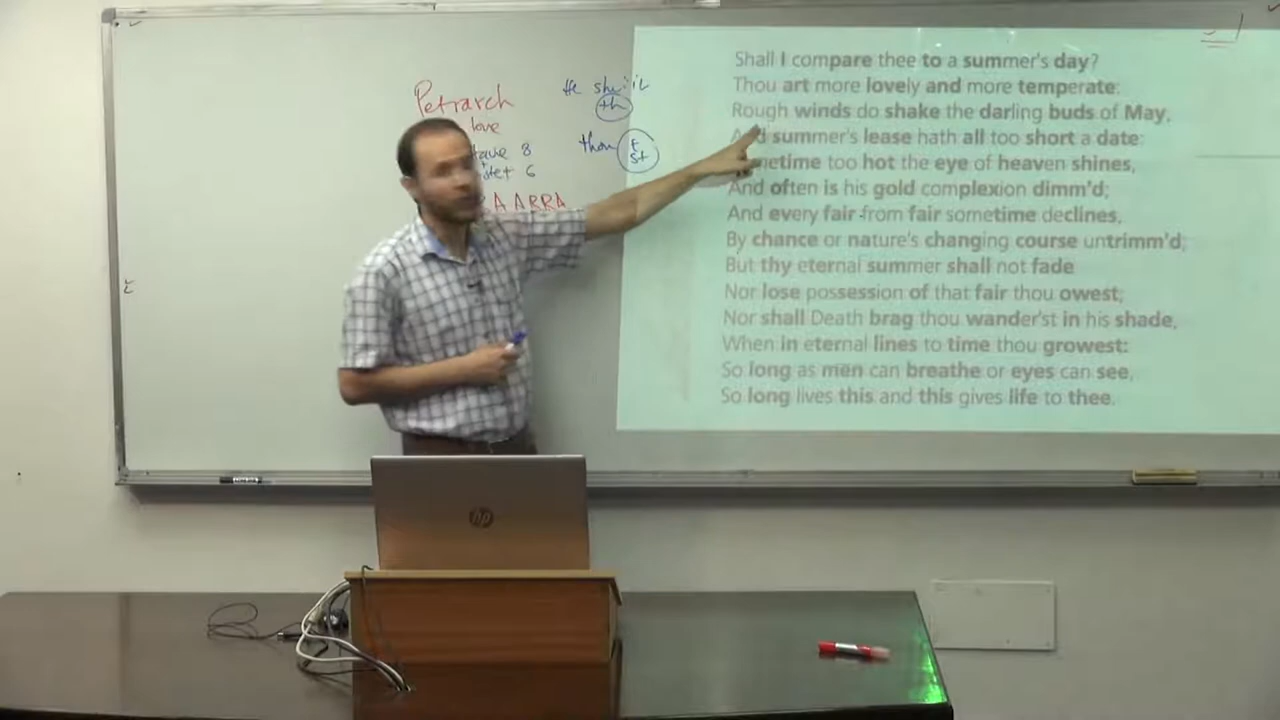 Petrarch
love
8
6
A ABBA
He she it
th
thou
t
st
Shall I compare thee to a summer's day?
Thou art more lovely and more temperate:
Rough winds do shake the darling buds of May,
summer's lease hath all too short a date:
too hot the eye of heaven shines,
And often is his gold complexion dimm'd;
And every fair from fair sometime declines,
By chance or nature's changing course untrimm'd;
But thy eternal summer shall not fade
Nor lose possession of that fair thou owest;
Nor shall Death brag thou wander'st in his shade,
When in eternal lines to time thou growest:
So long as men can breathe or eyes can see,
So long lives this and this gives life to thee.
hp